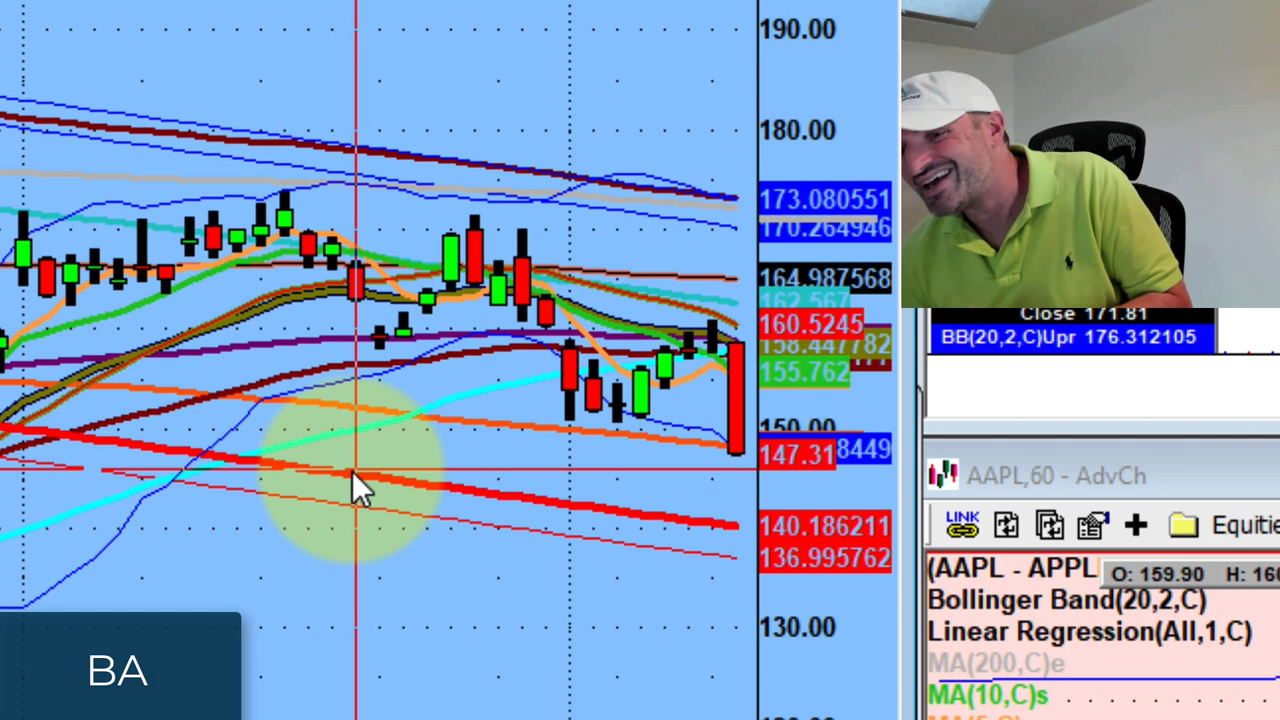 190.00
180.00
173.080551
170.264946
164.987568
162.567
160.5245
158.447782
155.762
150.00
8449
147.31
140.186211
136.995762
130.00
BA
Close 171.81
BB(20,2,C)Upr 176.312105
AAPL,60 - AdvCh
LINK
Equitie
(AAPL - APPL
O: 159.90 H: 160
Bollinger Band(20,2,C)
Linear Regression(All,1,C)
MA(200,C)e
MA(10,C)s